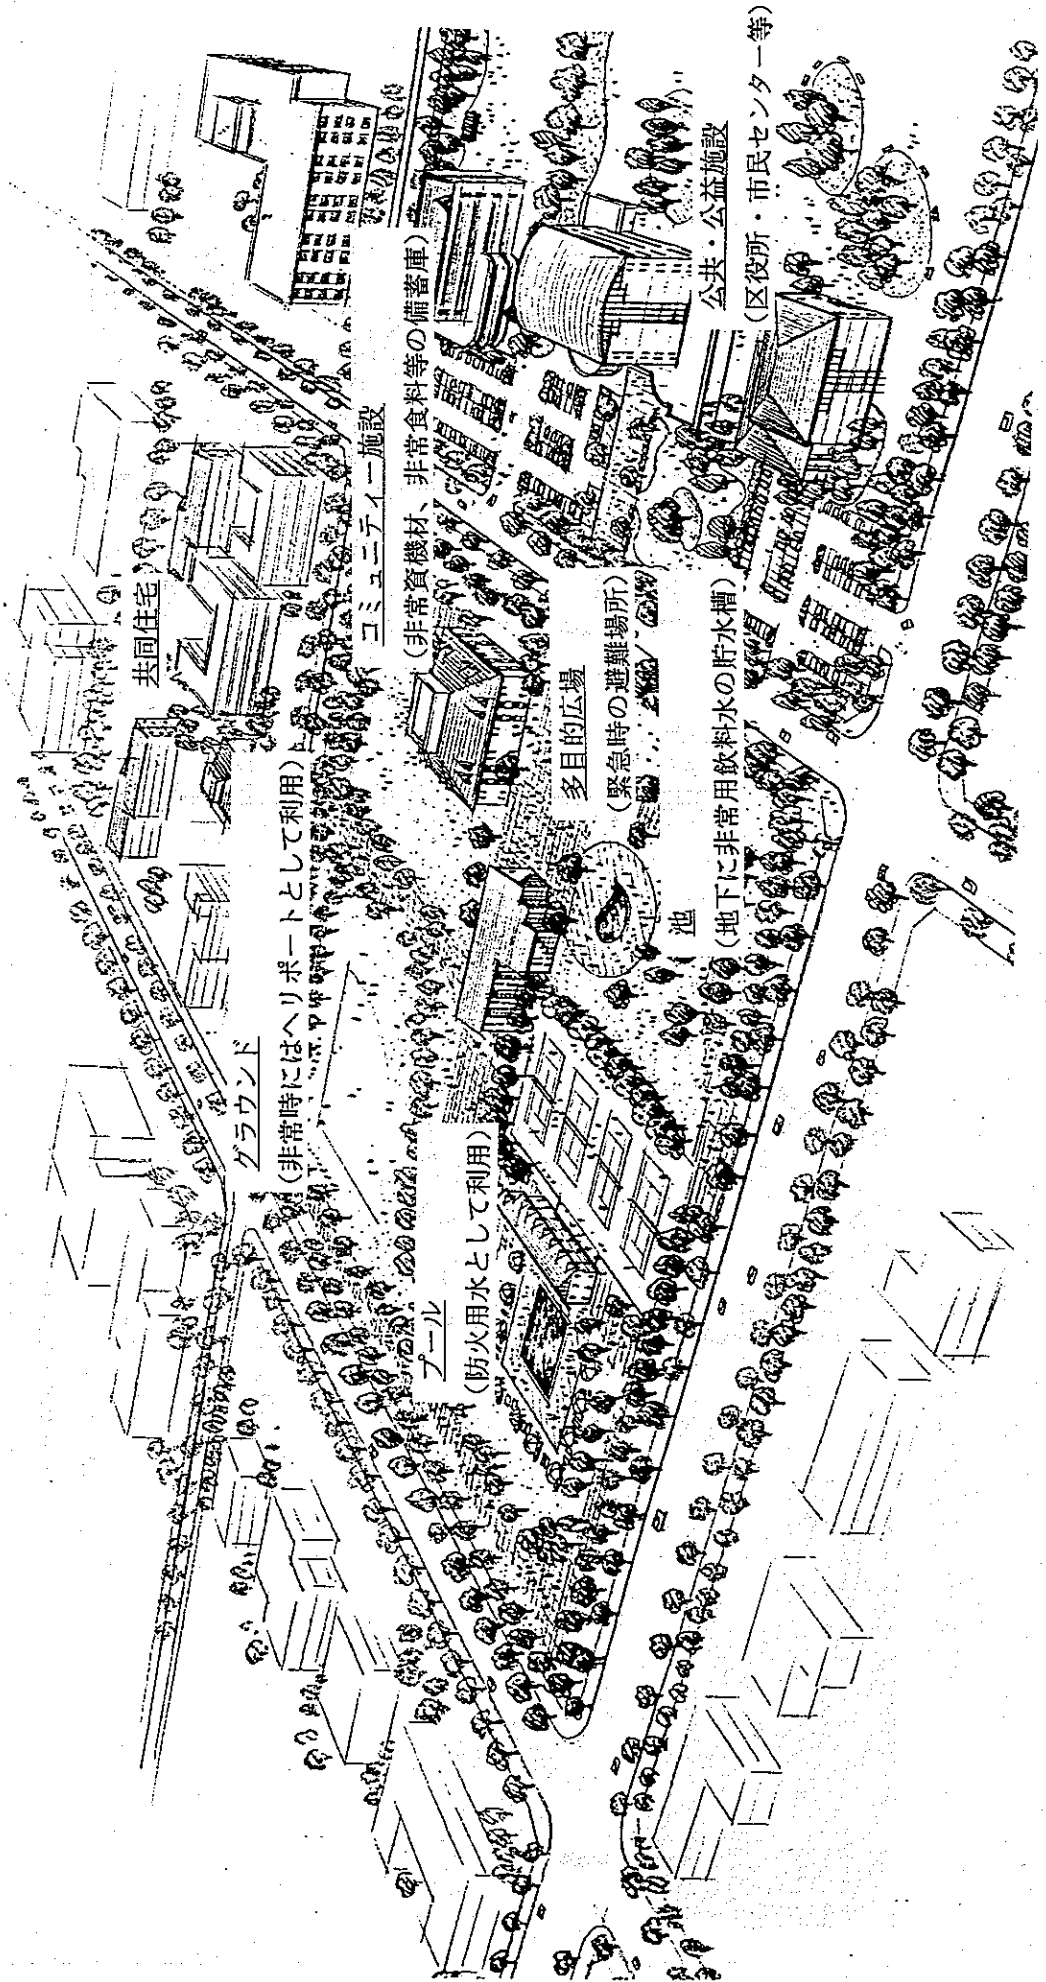 共同住宅
グラウンド
(非常時にはヘリポートとして利用)
コミュニティー施設
(非常資機材、非常食料等の備蓄庫)
プール
(防火用水として利用)
多目的広場
(緊急時の避難場所)
池
(地下に非常用飲料水の貯水槽)
公共・公益施設
(区役所・市民センター等)